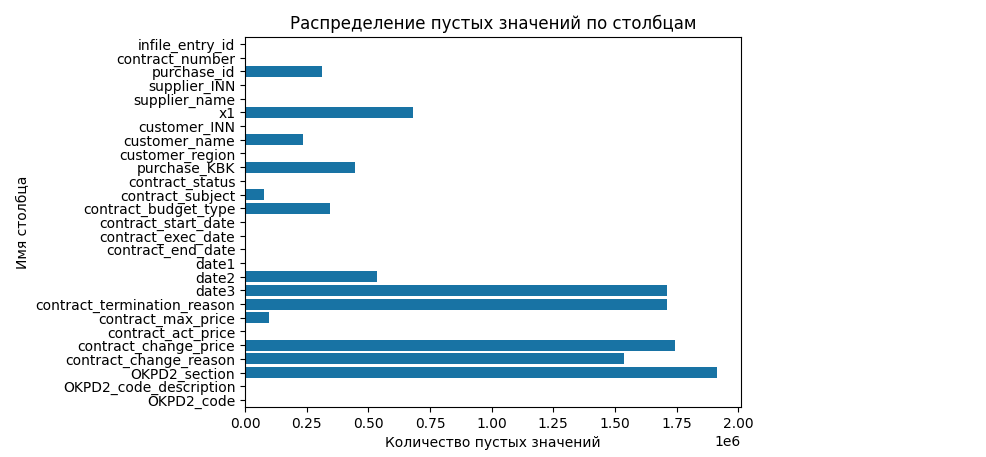 Распределение пустых значений по столбцам
infile_entry_id
contract_number
purchase_id
supplier_INN
supplier_name
x1
customer_INN
customer_name
customer_region
purchase_KBK
contract_status
contract_subject
contract_budget_type
contract_start_date
contract_exec_date
contract_end_date
date1
date2
date3
contract_termination_reason
contract_max_price
contract_act_price
contract_change_price
contract_change_reason
OKPD2_section
OKPD2_code_description
OKPD2_code
Имя столбца
0.00 0.25 0.50 0.75 1.00 1.25 1.50 1.75 2.00
1e6
Количество пустых значений